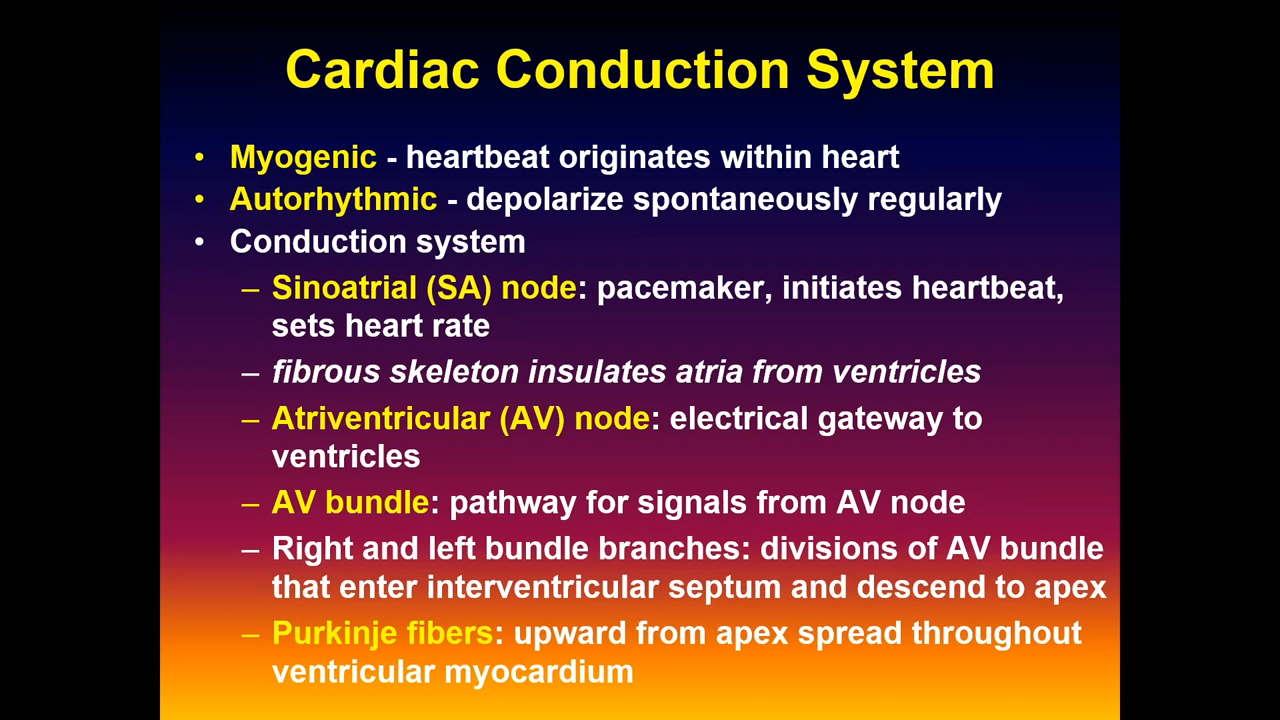 Cardiac Conduction System
• Myogenic - heartbeat originates within heart
• Autorhythmic - depolarize spontaneously regularly
• Conduction system
– Sinoatrial (SA) node: pacemaker, initiates heartbeat,
sets heart rate
– fibrous skeleton insulates atria from ventricles
– Atriventricular (AV) node: electrical gateway to
ventricles
– AV bundle: pathway for signals from AV node
– Right and left bundle branches: divisions of AV bundle
that enter interventricular septum and descend to apex
– Purkinje fibers: upward from apex spread throughout
ventricular myocardium